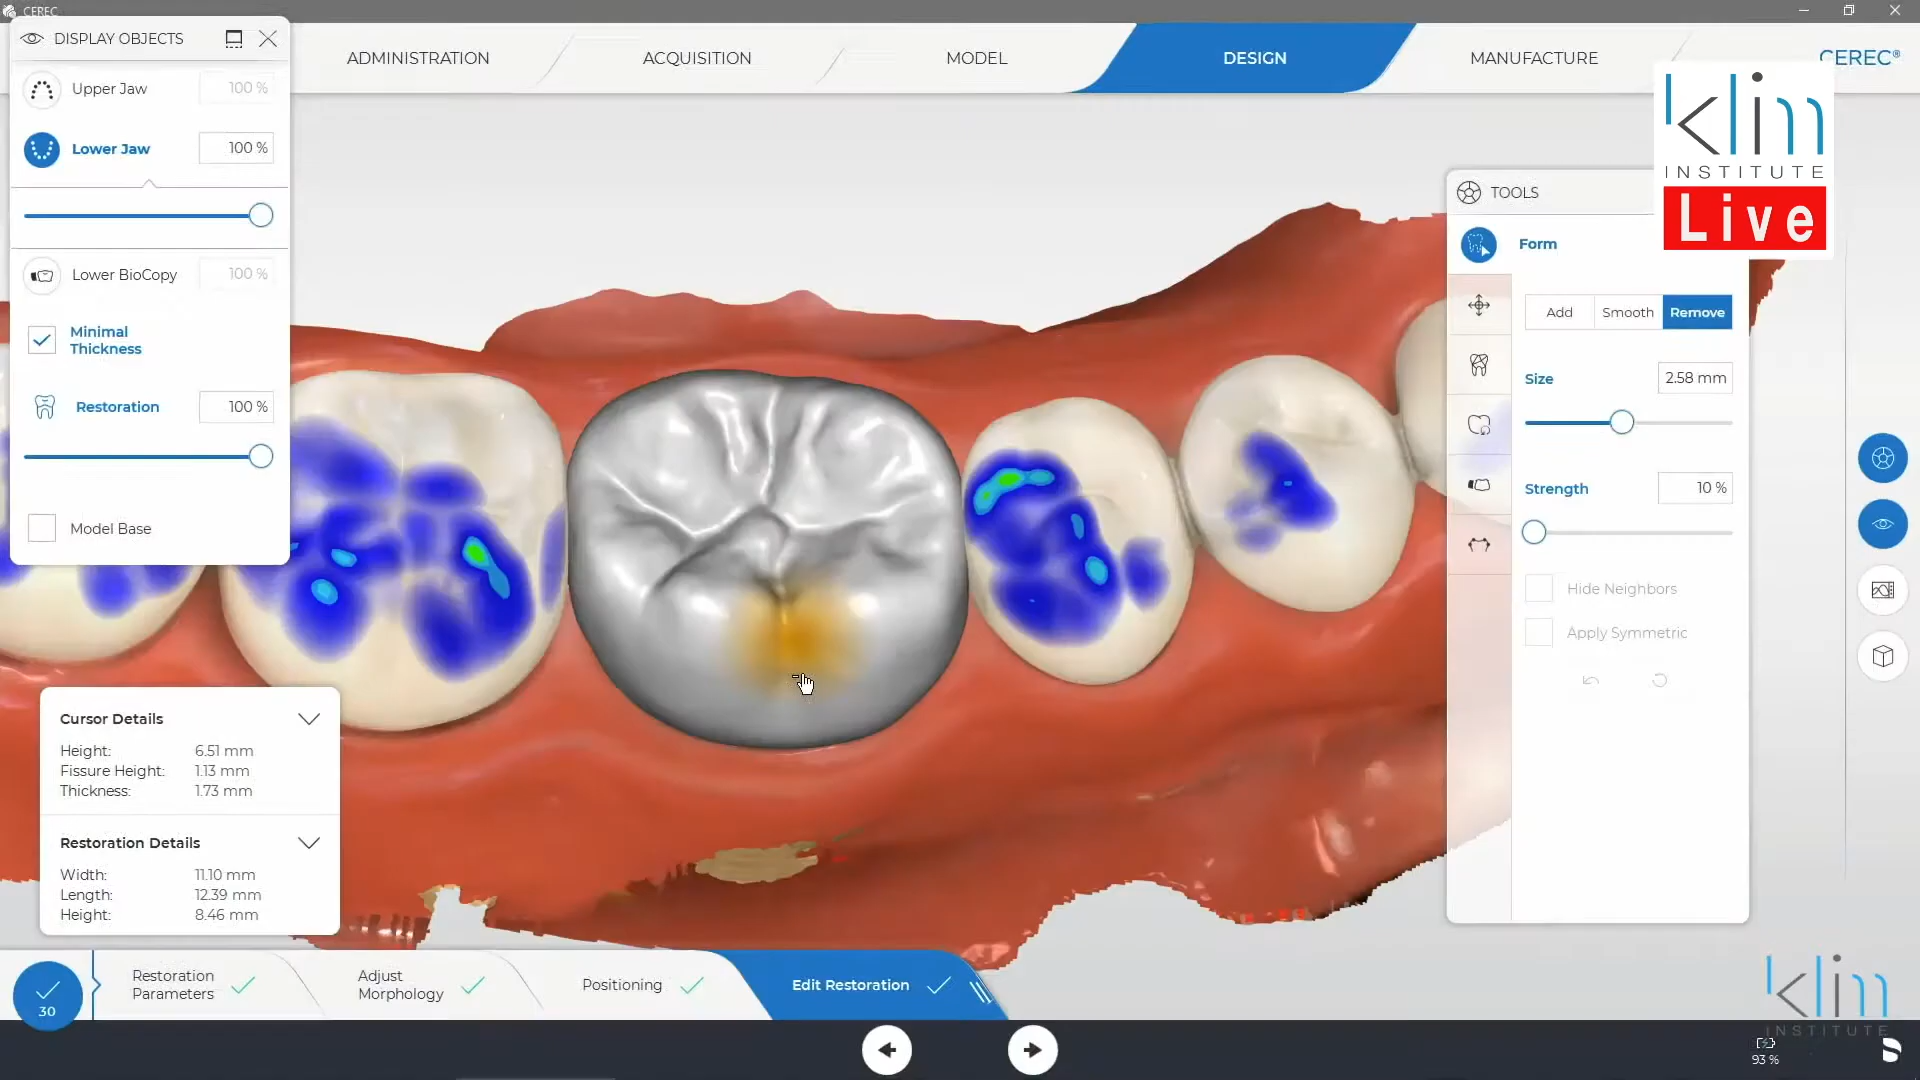 CEREC
DISPLAY OBJECTS
ADMINISTRATION
ACQUISITION
MODEL
DESIGN
MANUFACTURE
CEREC®
Upper Jaw
100 %
Lower Jaw
100 %
Lower BioCopy
100 %
Minimal
Thickness
Restoration
100 %
Model Base
klim
INSTITUTE
Live
TOOLS
Form
Add
Smooth
Remove
Size
2.58 mm
Strength
10 %
Hide Neighbors
Apply Symmetric
Cursor Details
Height: 6.51 mm
Fissure Height: 1.13 mm
Thickness: 1.73 mm
Restoration Details
Width: 11.10 mm
Length: 12.39 mm
Height: 8.46 mm
30
Restoration
Parameters
Adjust
Morphology
Positioning
Edit Restoration
klim
INSTITUTE
93 %